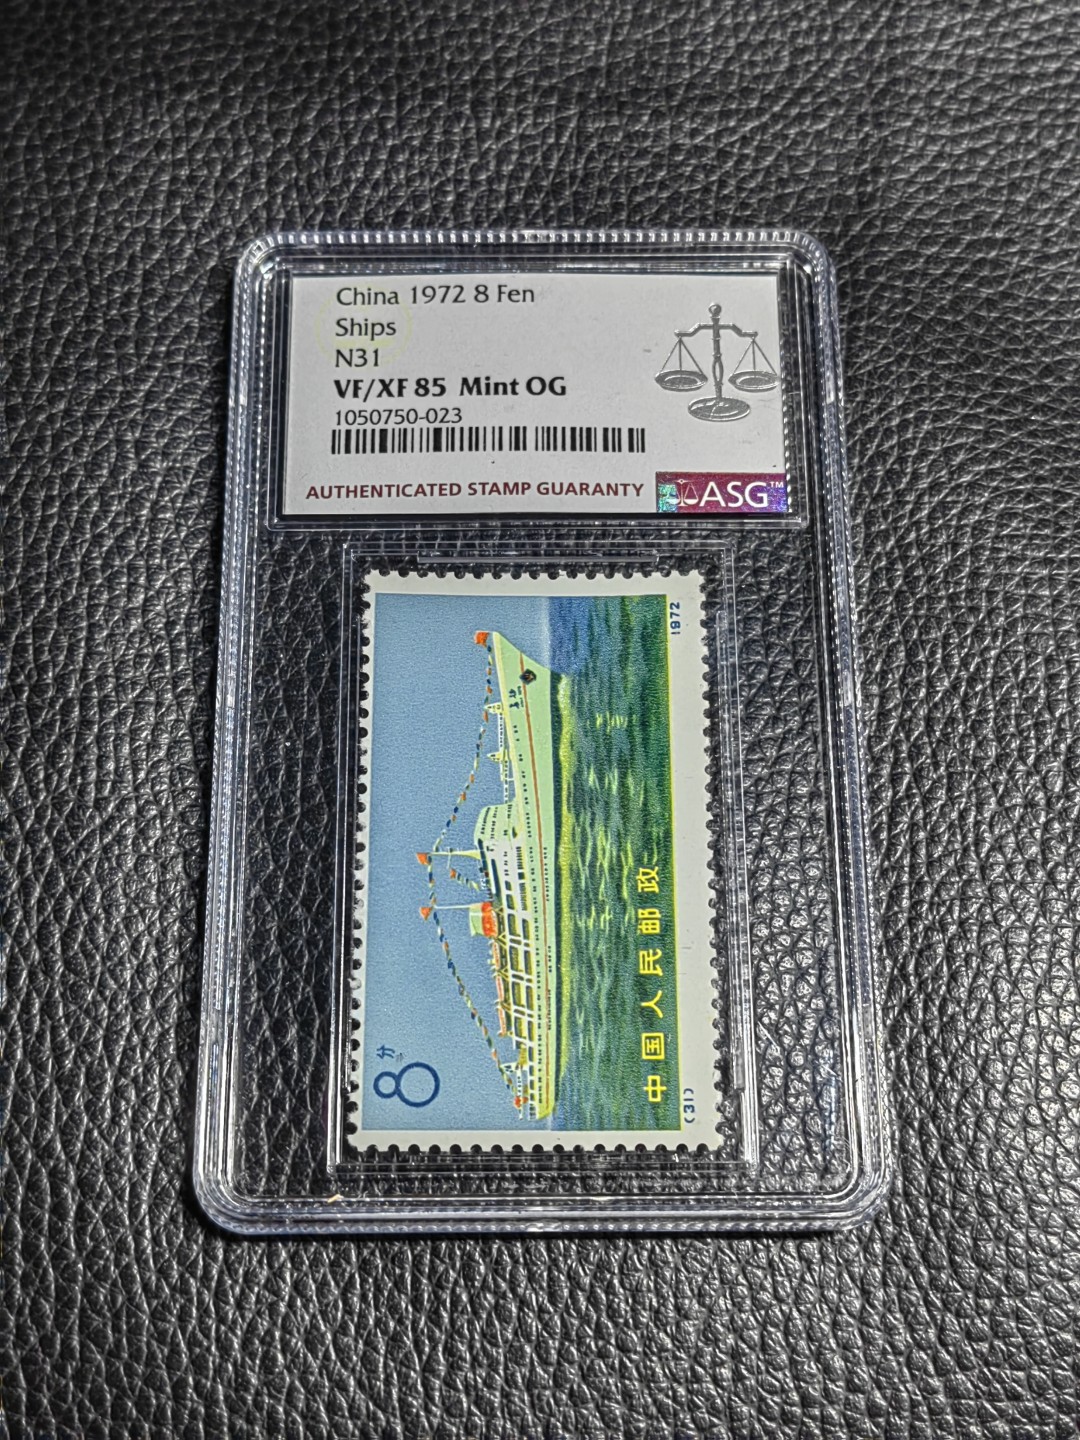 China 1972 8 Fen
Ships
N31
VF/XF 85 Mint OG
1050750-023
AUTHENTICATED STAMP GUARANTY
ASG™
8分
中国人民邮政
(31)
1972